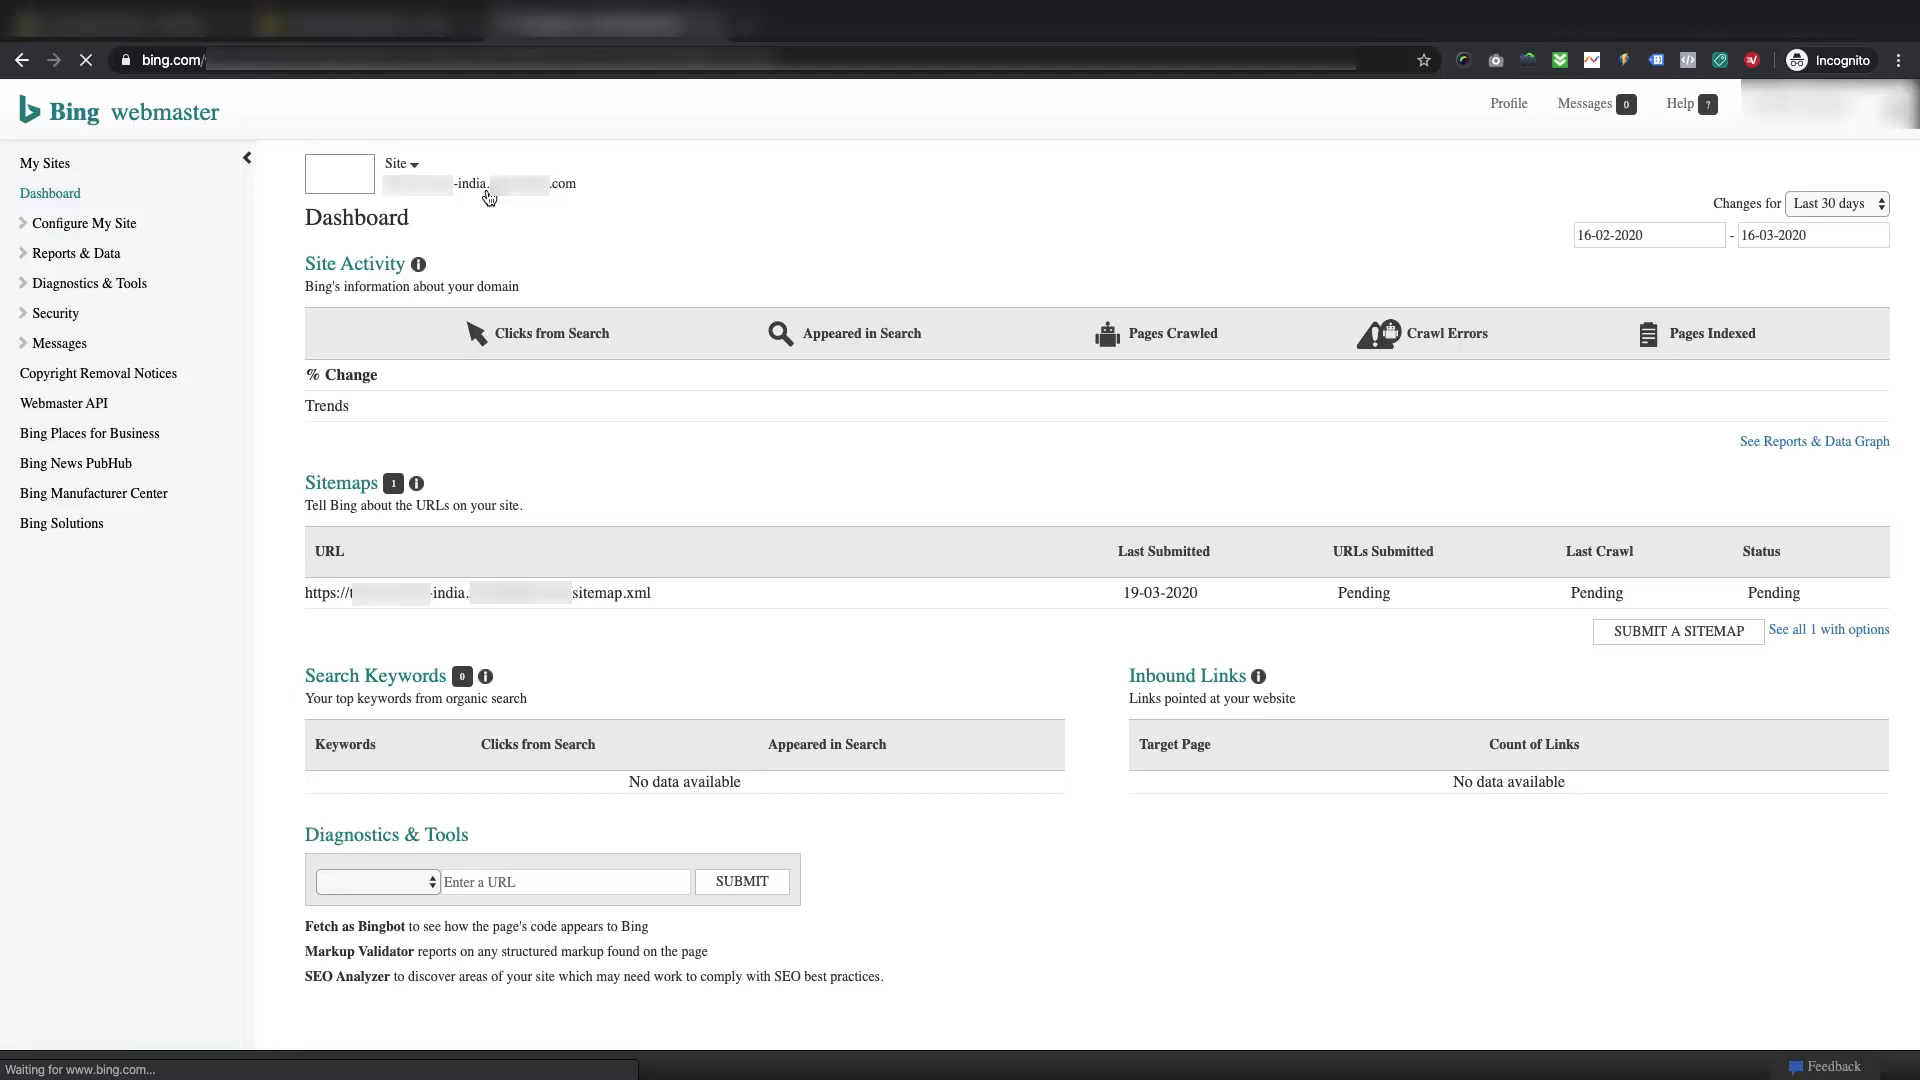 bing.com/
Incognito
Bing webmaster
Profile
Messages 0
Help ?
My Sites
Dashboard
Configure My Site
Reports & Data
Diagnostics & Tools
Security
Messages
Copyright Removal Notices
Webmaster API
Bing Places for Business
Bing News PubHub
Bing Manufacturer Center
Bing Solutions
Site
-india. .com
Dashboard
Changes for Last 30 days
16-02-2020 - 16-03-2020
Site Activity
Bing's information about your domain
Clicks from Search Appeared in Search Pages Crawled Crawl Errors Pages Indexed
% Change
Trends
See Reports & Data Graph
Sitemaps 1
Tell Bing about the URLs on your site.
URL Last Submitted URLs Submitted Last Crawl Status
https://t -india. sitemap.xml 19-03-2020 Pending Pending Pending
SUBMIT A SITEMAP See all 1 with options
Search Keywords 0
Your top keywords from organic search
Keywords Clicks from Search Appeared in Search
No data available
Inbound Links
Links pointed at your website
Target Page Count of Links
No data available
Diagnostics & Tools
Enter a URL SUBMIT
Fetch as Bingbot to see how the page's code appears to Bing
Markup Validator reports on any structured markup found on the page
SEO Analyzer to discover areas of your site which may need work to comply with SEO best practices.
Waiting for www.bing.com...
Feedback